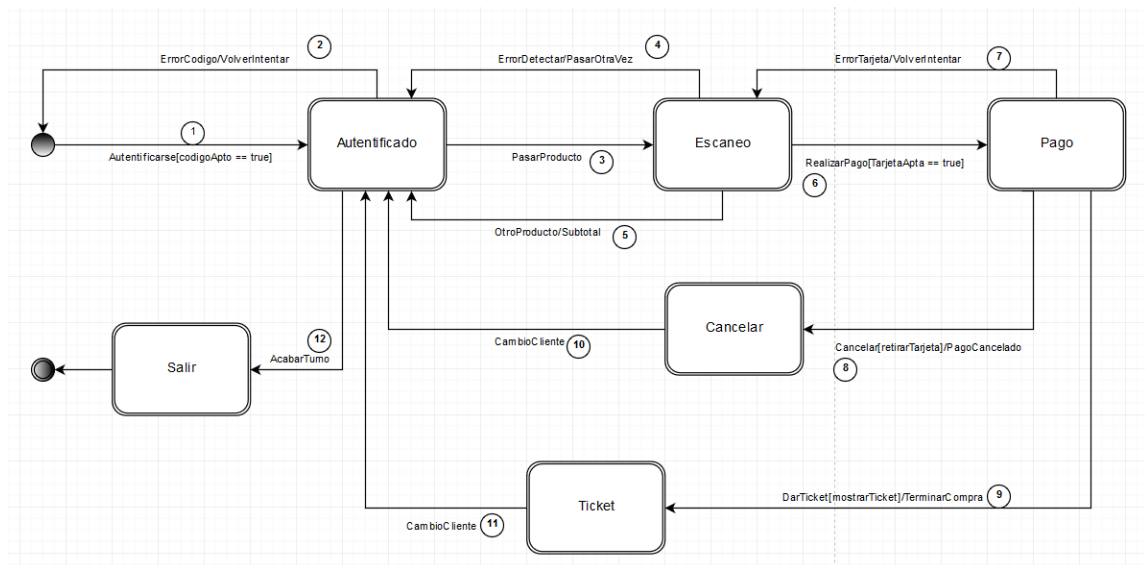 2
4
7
ErrorCodigo/VolverIntentar
ErrorDetectar/PasarOtraVez
ErrorTarjeta/VolverIntentar
1
Autentificado
Escaneo
Pago
Autentificarse[codigoApto == true]
PasarProducto
3
RealizarPago[TarjetaApta == true]
6
OtroProducto/Subtotal
5
Cancelar
12
CambioCliente
10
Cancelar[retirarTarjeta]/PagoCancelado
AcabarTurno
Salir
8
DarTicket[mostrarTicket]/TerminarCompra
9
Ticket
CambioCliente
11